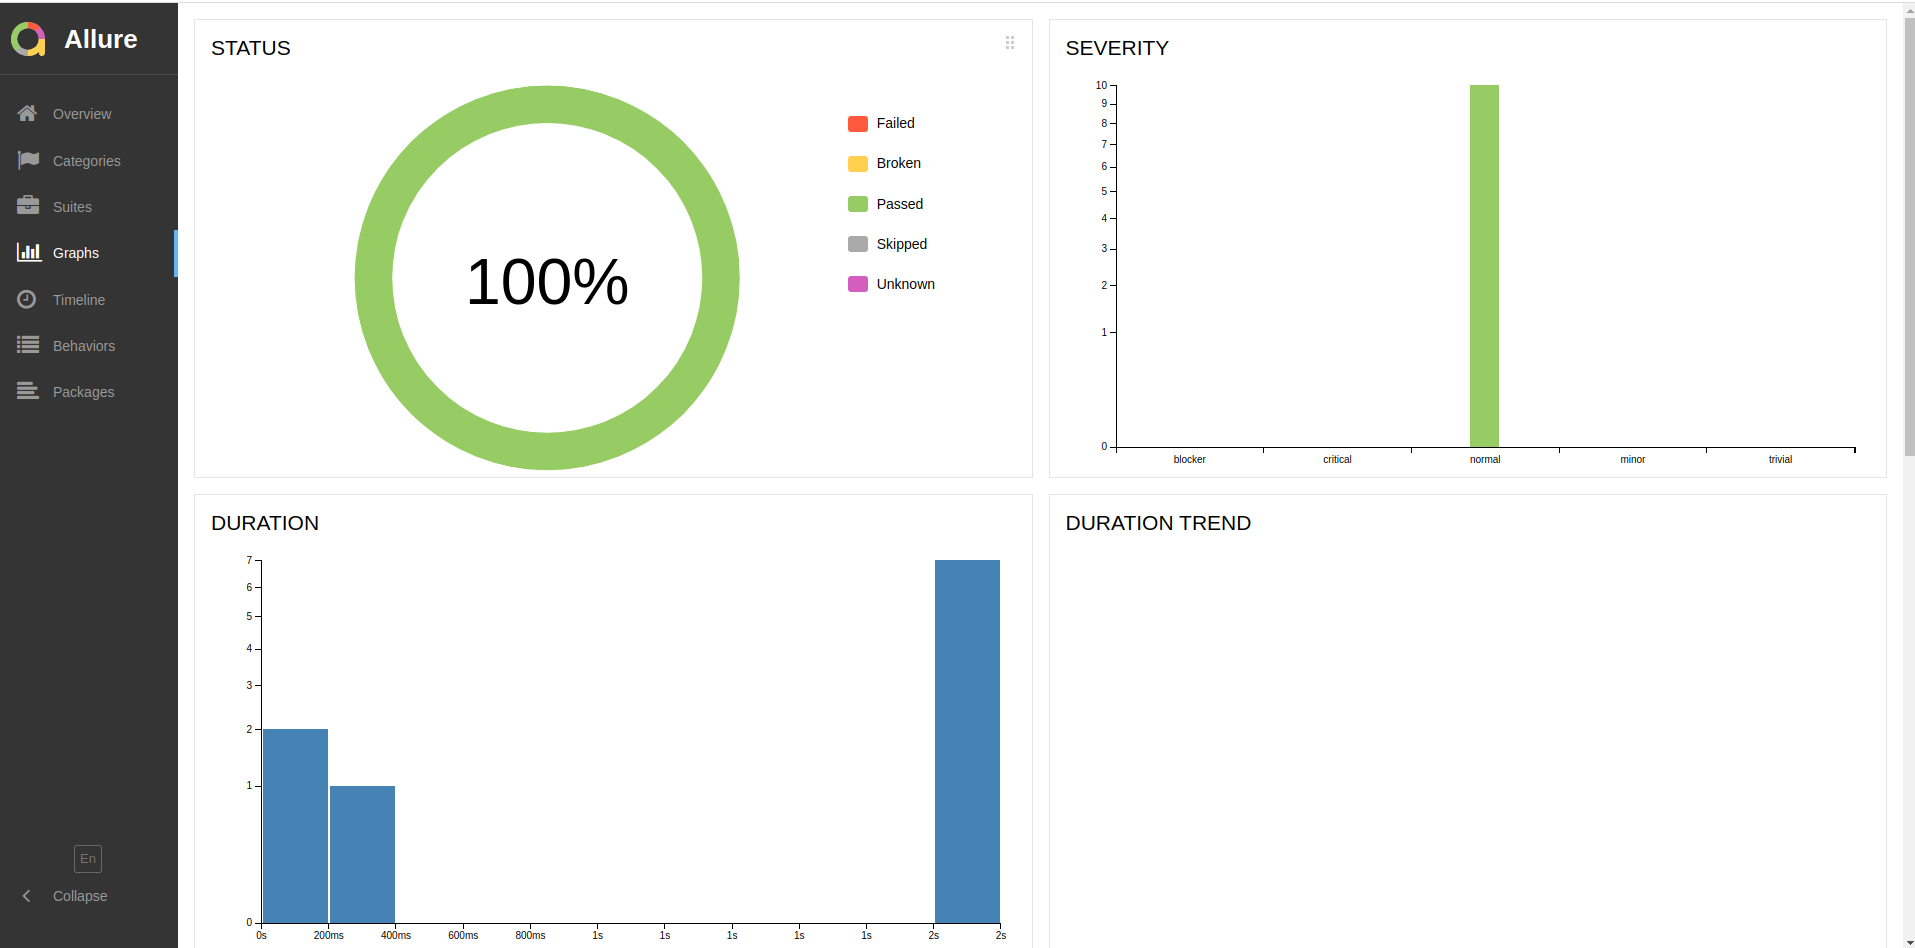 Allure
Overview
Categories
Suites
Graphs
Timeline
Behaviors
Packages
En
Collapse
STATUS
100%
Failed
Broken
Passed
Skipped
Unknown
SEVERITY
10
9
8
7
6
5
4
3
2
1
0
blocker critical normal minor trivial
DURATION
7
6
5
4
3
2
1
0
0s 200ms 400ms 600ms 800ms 1s 1s 1s 1s 1s 2s 2s
DURATION TREND